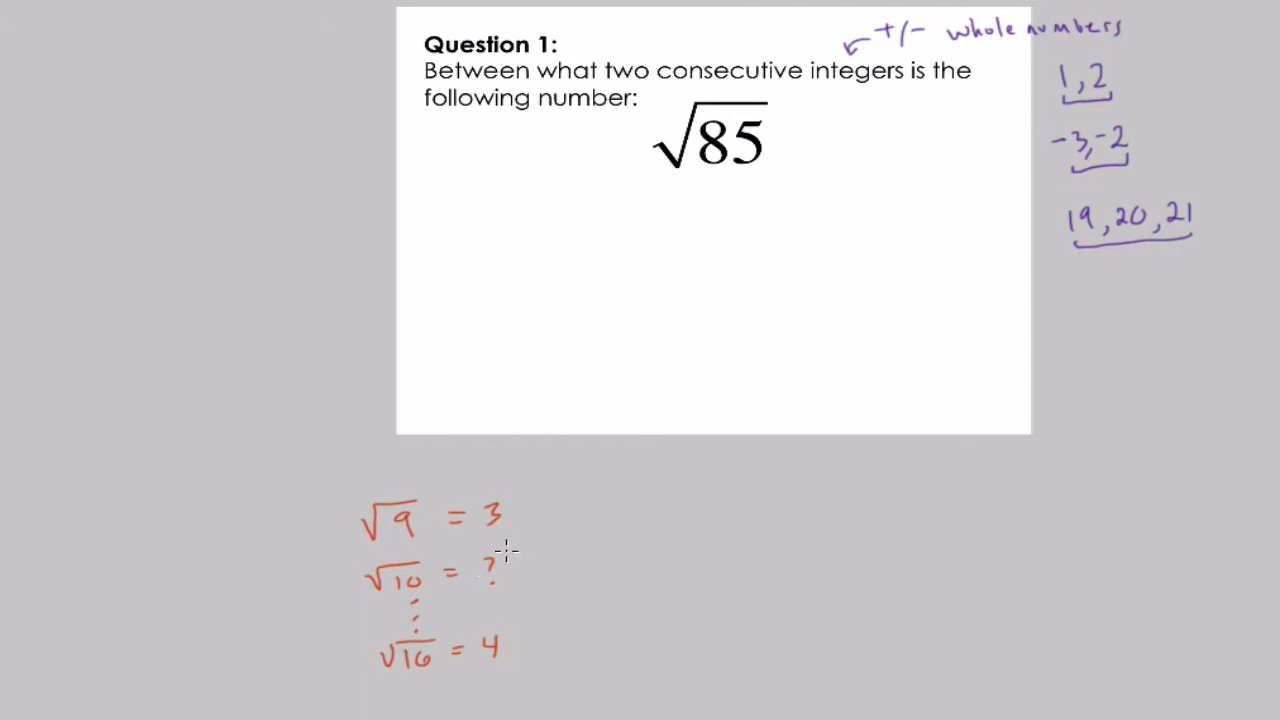 Question 1:
Between what two consecutive integers is the
following number:
√85
+/- whole numbers
1, 2
-3, -2
19, 20, 21
√9 = 3
√10 = ?
⋮
√16 = 4